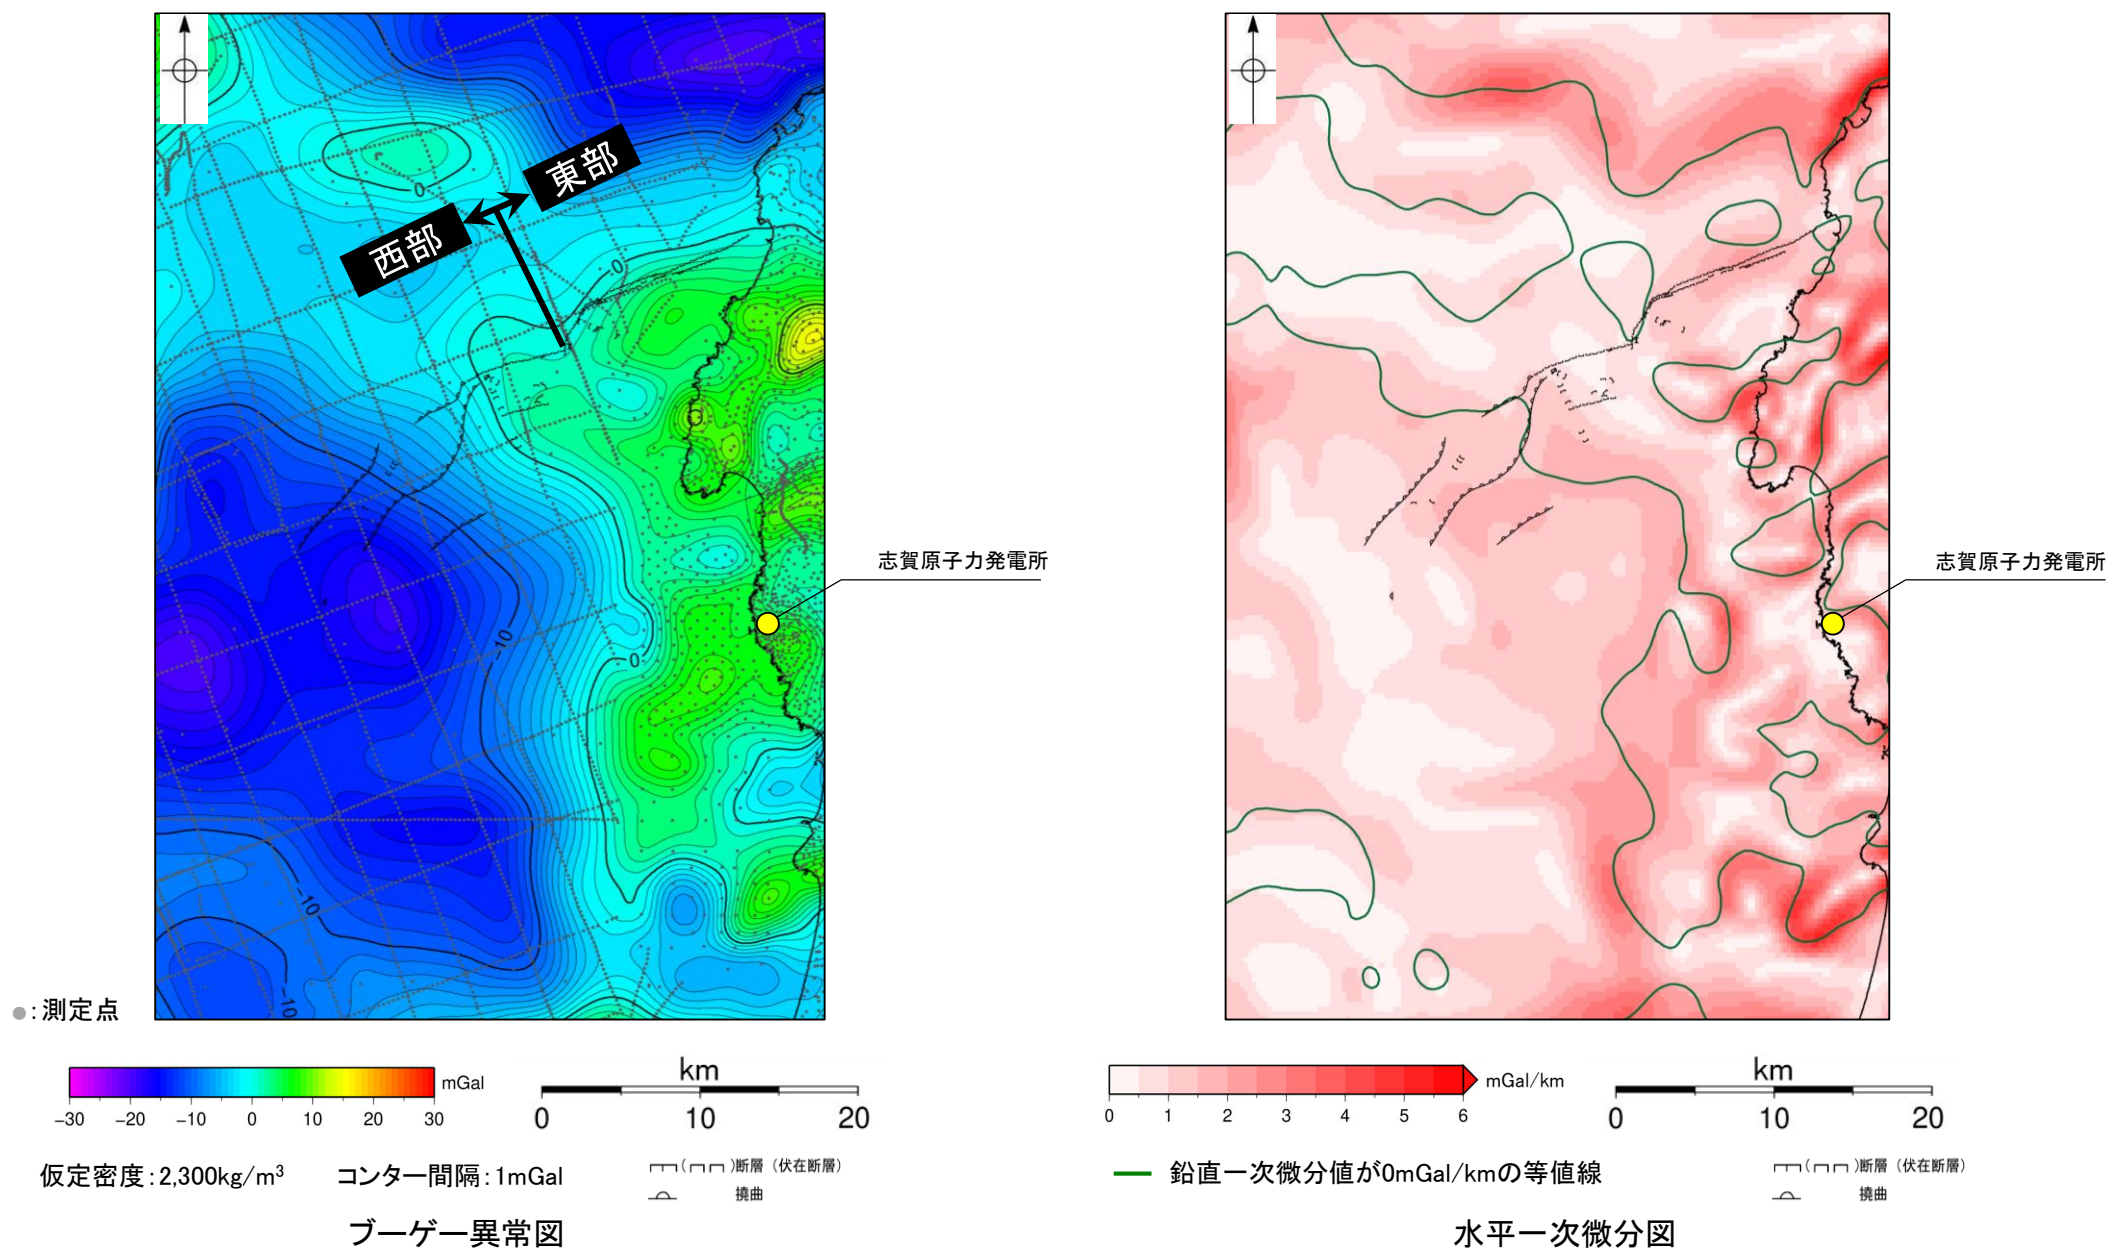 東部
西部
0
0
0
-10
-10
-10
志賀原子力発電所
志賀原子力発電所
●:測定点
-30 -20 -10 0 10 20 30 mGal
km
0 10 20
仮定密度:2,300kg/m³ コンター間隔:1mGal
( )断層(伏在断層)
撓曲
ブーゲー異常図
0 1 2 3 4 5 6 mGal/km
km
0 10 20
鉛直一次微分値が0mGal/kmの等値線
( )断層(伏在断層)
撓曲
水平一次微分図